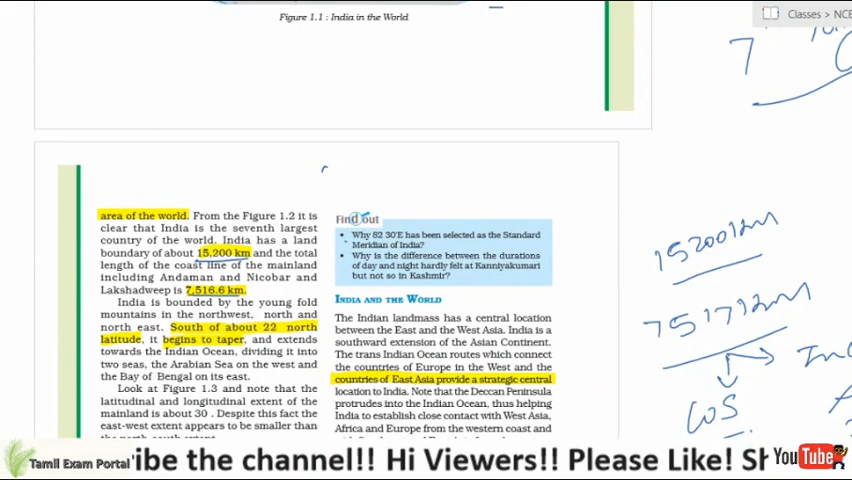 Figure 1.1 : India in the World
Classes > NCE
7
area of the world. From the Figure 1.2 it is
clear that India is the seventh largest
country of the world. India has a land
boundary of about 15,200 km and the total
length of the coast line of the mainland
including Andaman and Nicobar and
Lakshadweep is 7,516.6 km.
India is bounded by the young fold
mountains in the northwest, north and
north east. South of about 22 north
latitude, it begins to taper, and extends
towards the Indian Ocean, dividing it into
two seas, the Arabian Sea on the west and
the Bay of Bengal on its east.
Look at Figure 1.3 and note that the
latitudinal and longitudinal extent of the
mainland is about 30 . Despite this fact the
east-west extent appears to be smaller than
the north-south extent.
Find out
• Why 82 30'E has been selected as the Standard
Meridian of India?
• Why is the difference between the durations
of day and night hardly felt at Kanniyakumari
but not so in Kashmir?
INDIA AND THE WORLD
The Indian landmass has a central location
between the East and the West Asia. India is a
southward extension of the Asian Continent.
The trans Indian Ocean routes which connect
the countries of Europe in the West and the
countries of East Asia provide a strategic central
location to India. Note that the Deccan Peninsula
protrudes into the Indian Ocean, thus helping
India to establish close contact with West Asia,
Africa and Europe from the western coast and
15200km
7517km
Tamil Exam Portal
ibe the channel!! Hi Viewers!! Please Like! Sh
YouTube